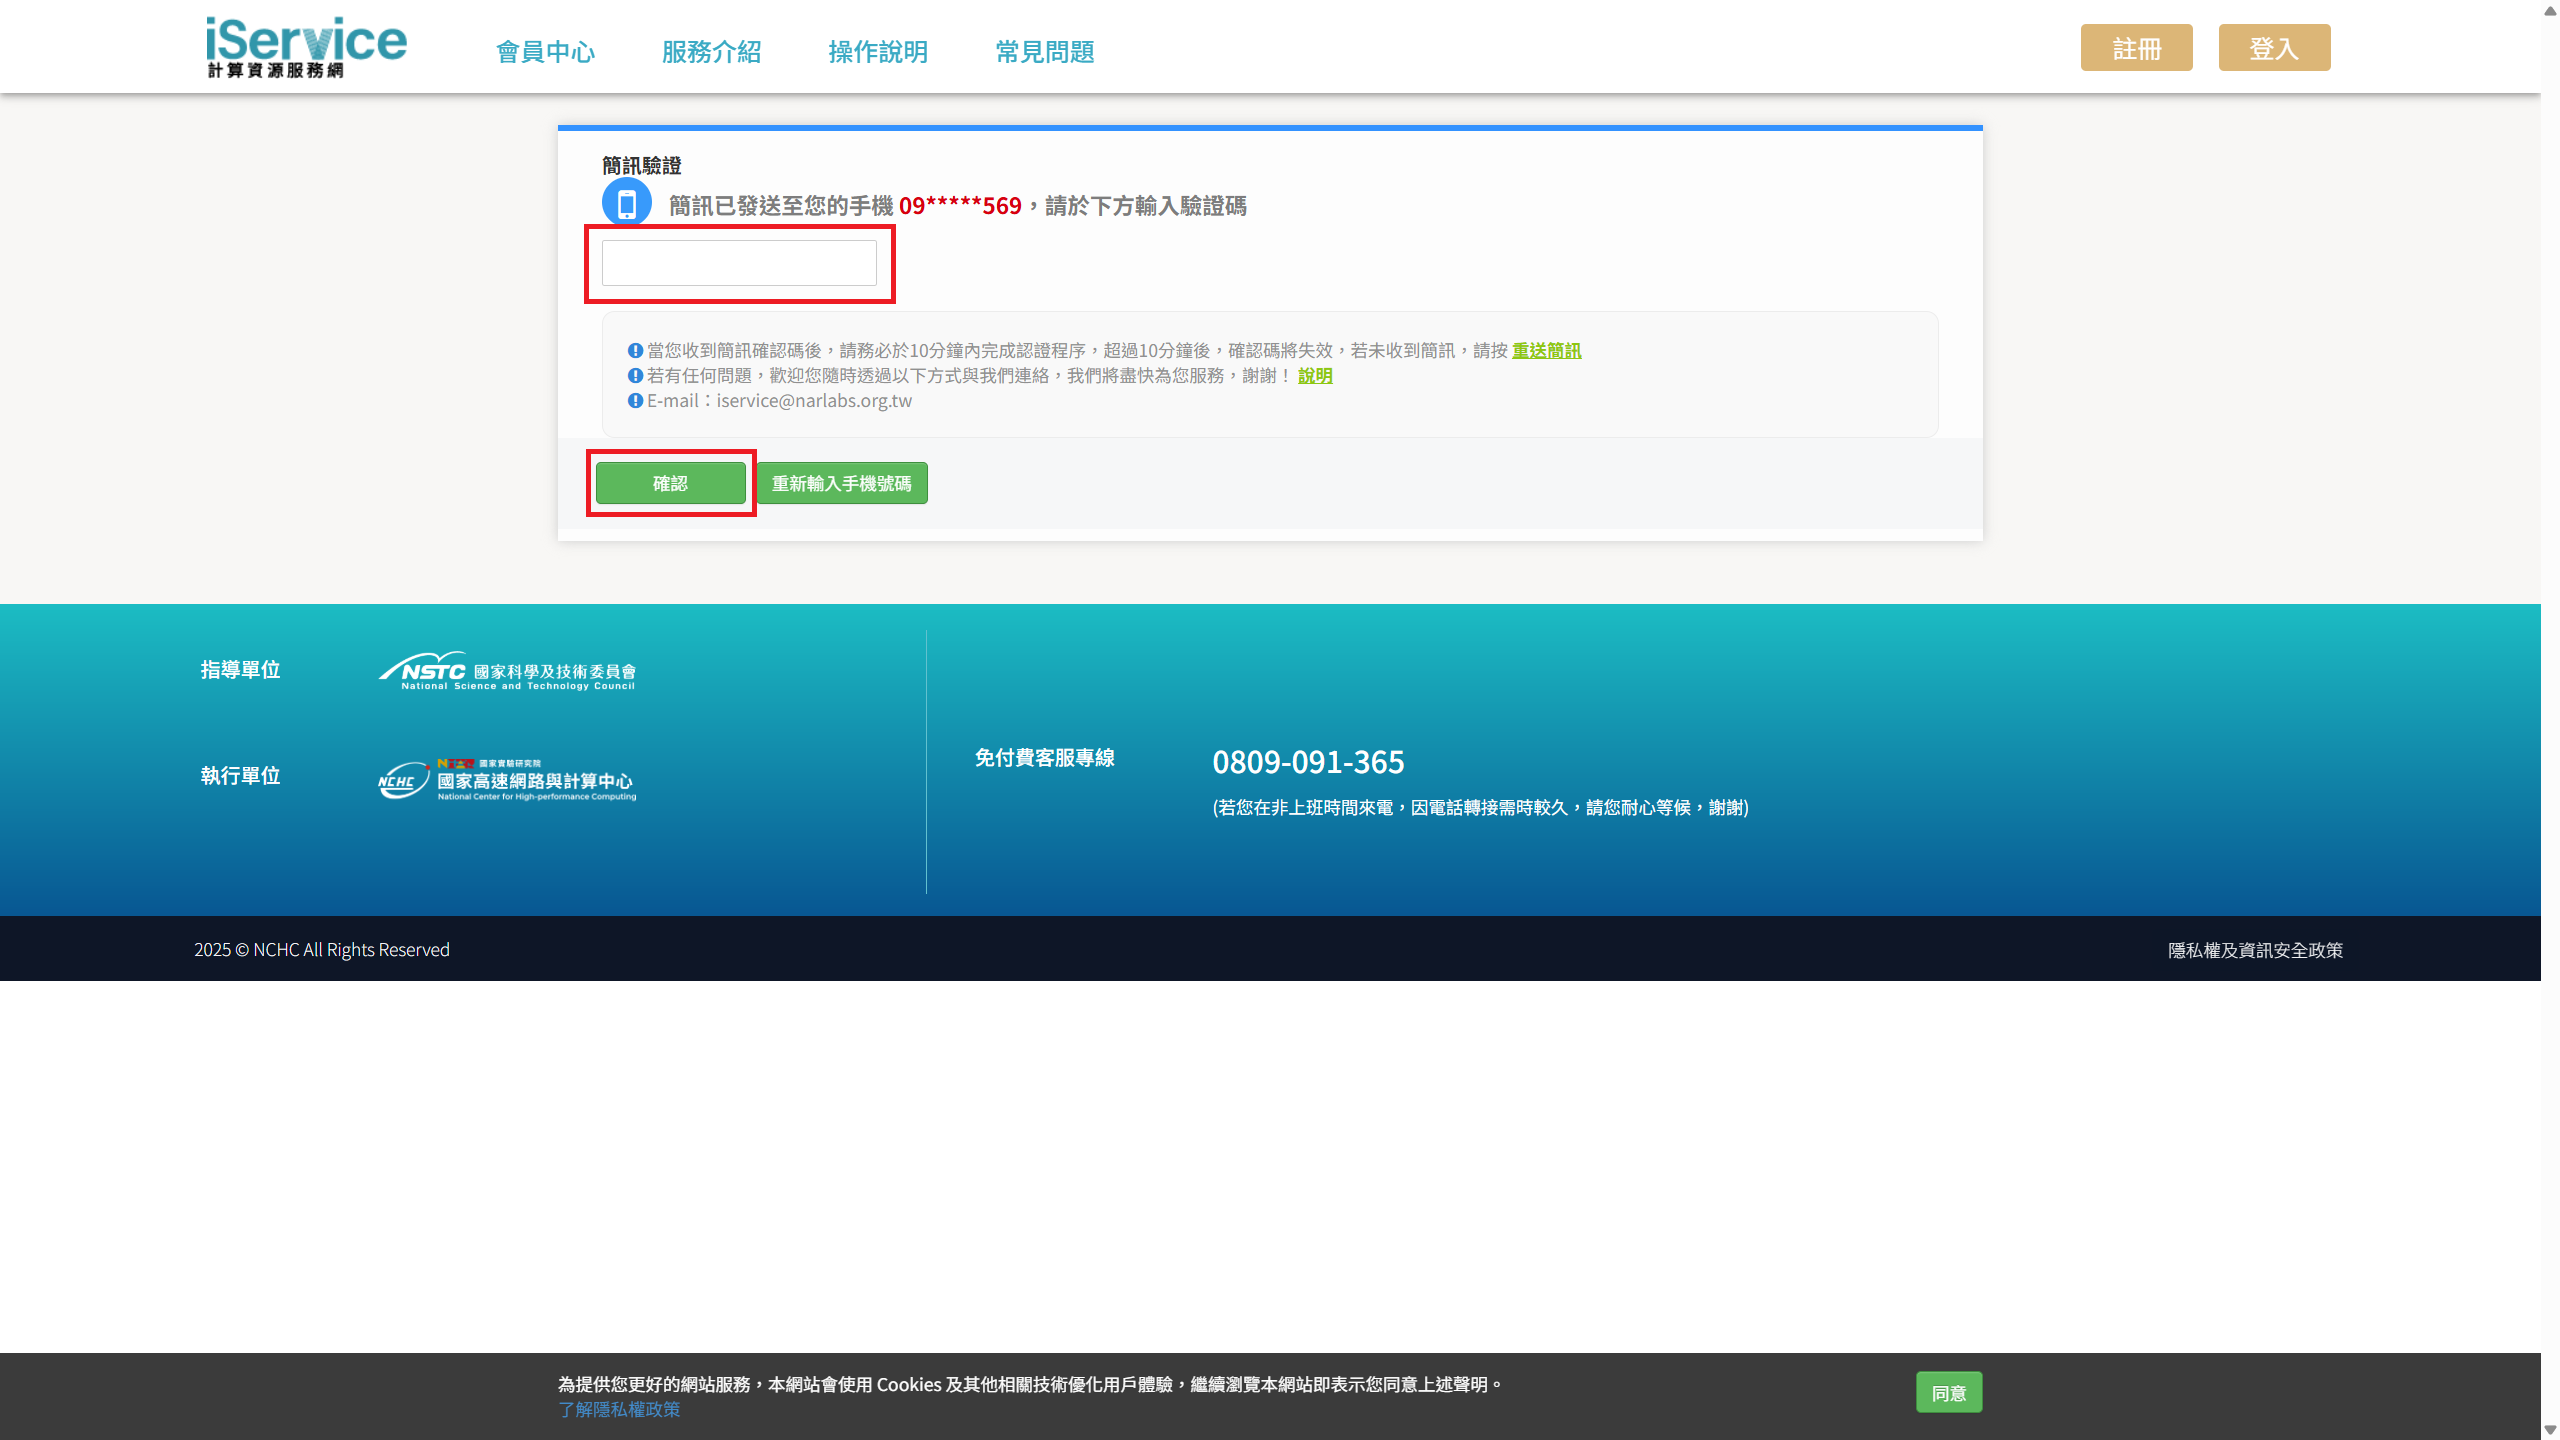 iService
計算資源服務網
會員中心
服務介紹
操作說明
常見問題
註冊
登入
簡訊驗證
簡訊已發送至您的手機 09*****569，請於下方輸入驗證碼
當您收到簡訊確認碼後，請務必於10分鐘內完成認證程序，超過10分鐘後，確認碼將失效，若未收到簡訊，請按 重送簡訊
若有任何問題，歡迎您隨時透過以下方式與我們連絡，我們將盡快為您服務，謝謝！ 說明
E-mail：iservice@narlabs.org.tw
確認
重新輸入手機號碼
指導單位
NSTC 國家科學及技術委員會
National Science and Technology Council
執行單位
NCHC
國家實驗研究院
國家高速網路與計算中心
National Center for High-performance Computing
免付費客服專線
0809-091-365
(若您在非上班時間來電，因電話轉接需時較久，請您耐心等候，謝謝)
2025 © NCHC All Rights Reserved
隱私權及資訊安全政策
為提供您更好的網站服務，本網站會使用 Cookies 及其他相關技術優化用戶體驗，繼續瀏覽本網站即表示您同意上述聲明。
了解隱私權政策
同意